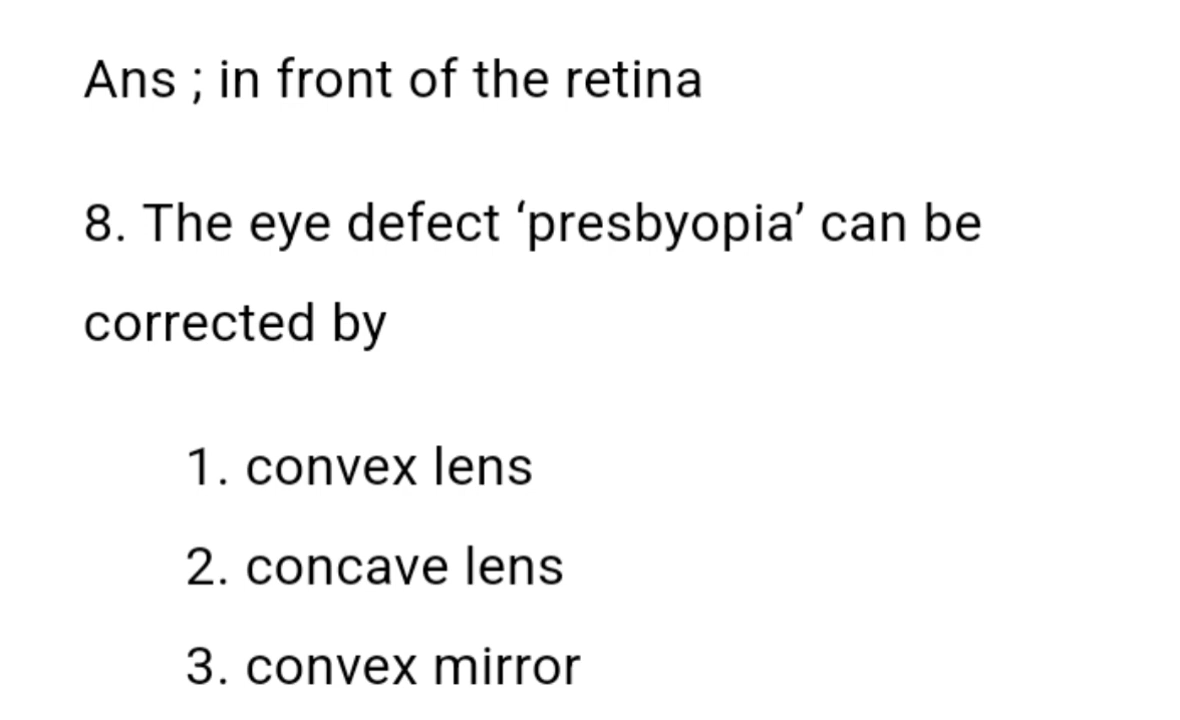 Ans ; in front of the retina
8. The eye defect ‘presbyopia’ can be
corrected by
1. convex lens
2. concave lens
3. convex mirror